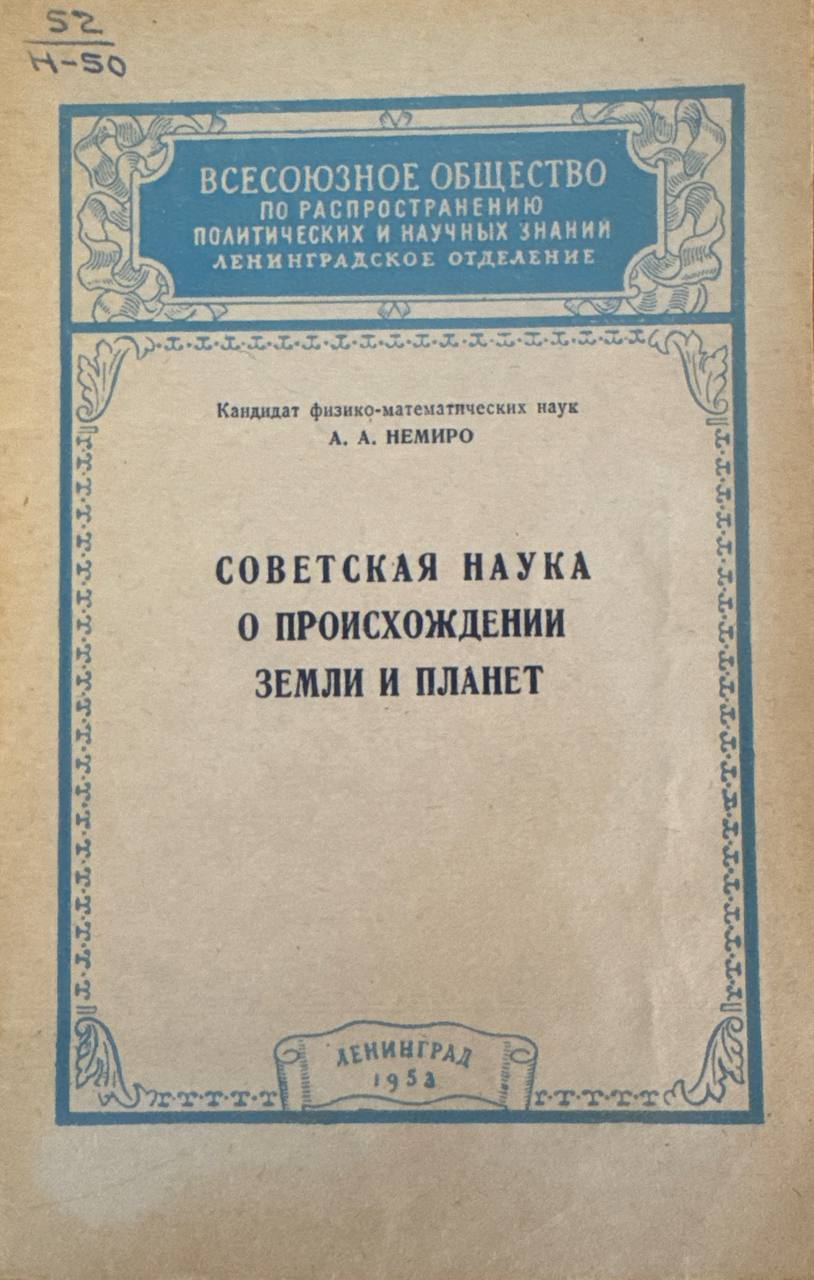 52
Н-50
ВСЕСОЮЗНОЕ ОБЩЕСТВО
ПО РАСПРОСТРАНЕНИЮ
ПОЛИТИЧЕСКИХ И НАУЧНЫХ ЗНАНИЙ
ЛЕНИНГРАДСКОЕ ОТДЕЛЕНИЕ
Кандидат физико-математических наук
А. А. НЕМИРО
СОВЕТСКАЯ НАУКА
О ПРОИСХОЖДЕНИИ
ЗЕМЛИ И ПЛАНЕТ
ЛЕНИНГРАД
1953